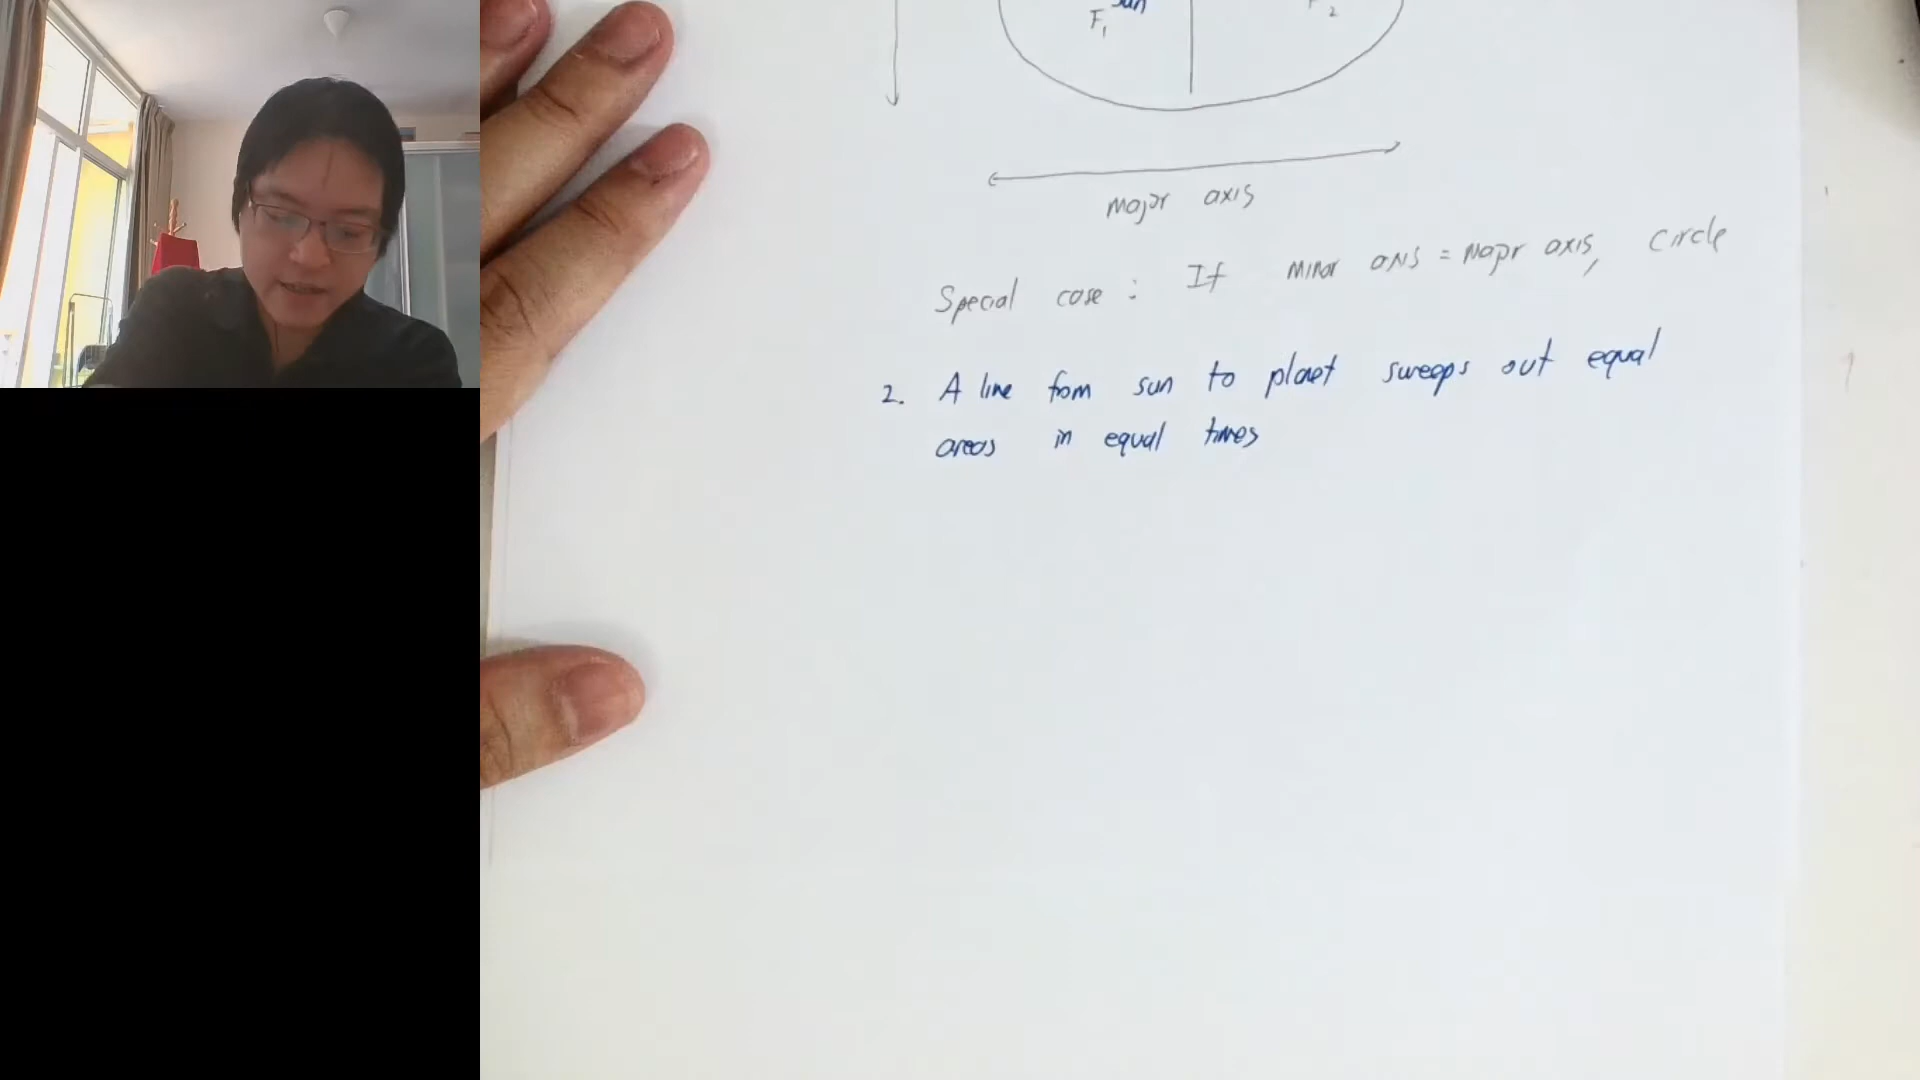 F₁ Sun F₂
major axis
Special case : If minor axis = major axis, circle
2. A line from sun to planet sweeps out equal
areas in equal times